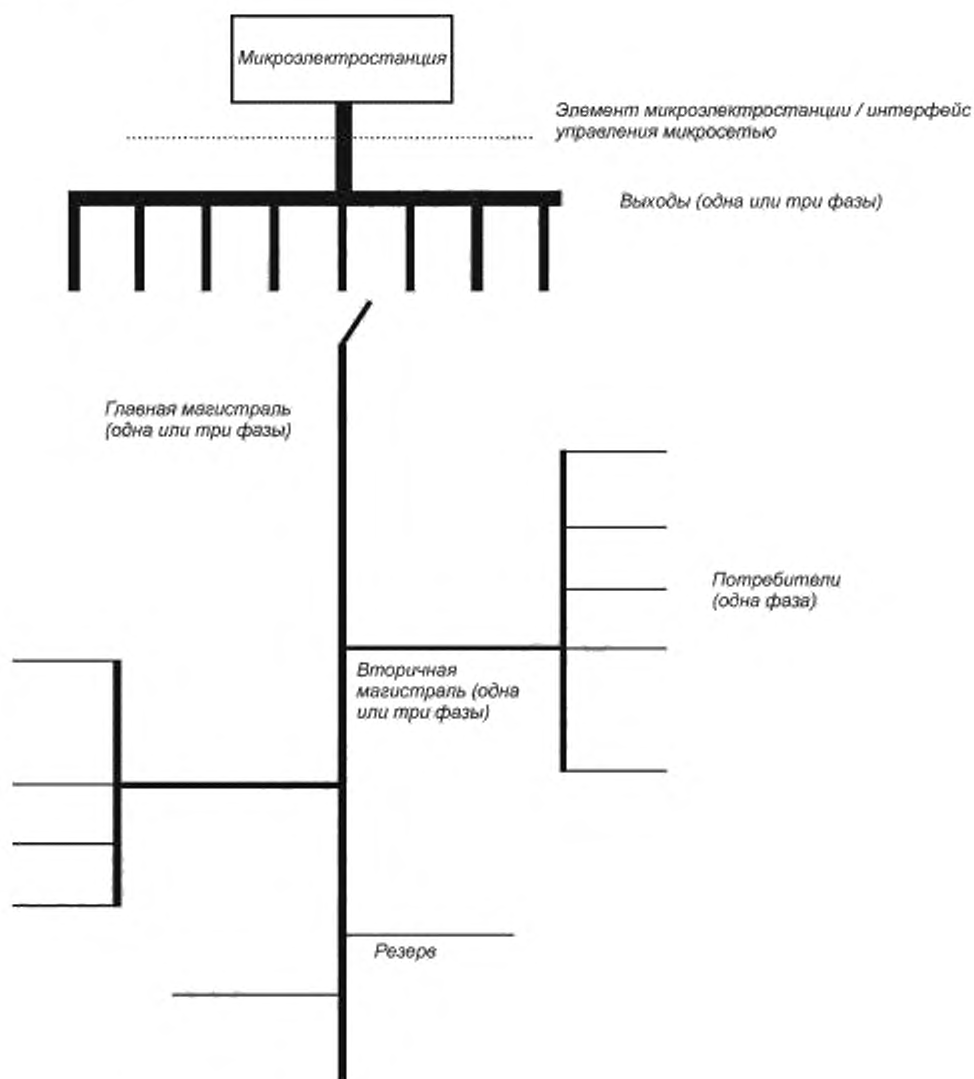 Микроэлектростанция
Элемент микроэлектростанции / интерфейс
управления микросетью
Выходы (одна или три фазы)
Главная магистраль
(одна или три фазы)
Потребители
(одна фаза)
Вторичная
магистраль (одна
или три фазы)
Резерв